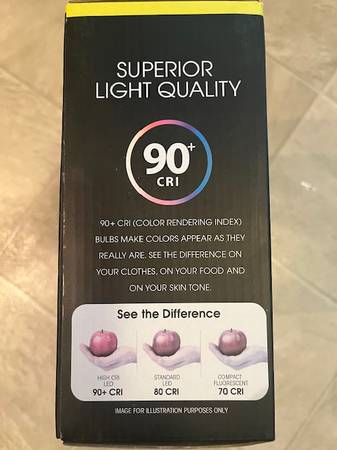 SUPERIOR
LIGHT QUALITY
90+
CRI
90+ CRI (COLOR RENDERING INDEX)
BULBS MAKE COLORS APPEAR AS THEY
REALLY ARE. SEE THE DIFFERENCE ON
YOUR CLOTHES, ON YOUR FOOD AND
ON YOUR SKIN TONE.
See the Difference
HIGH CRI
LED
90+ CRI
STANDARD
LED
80 CRI
COMPACT
FLUORESCENT
70 CRI
IMAGE FOR ILLUSTRATION PURPOSES ONLY